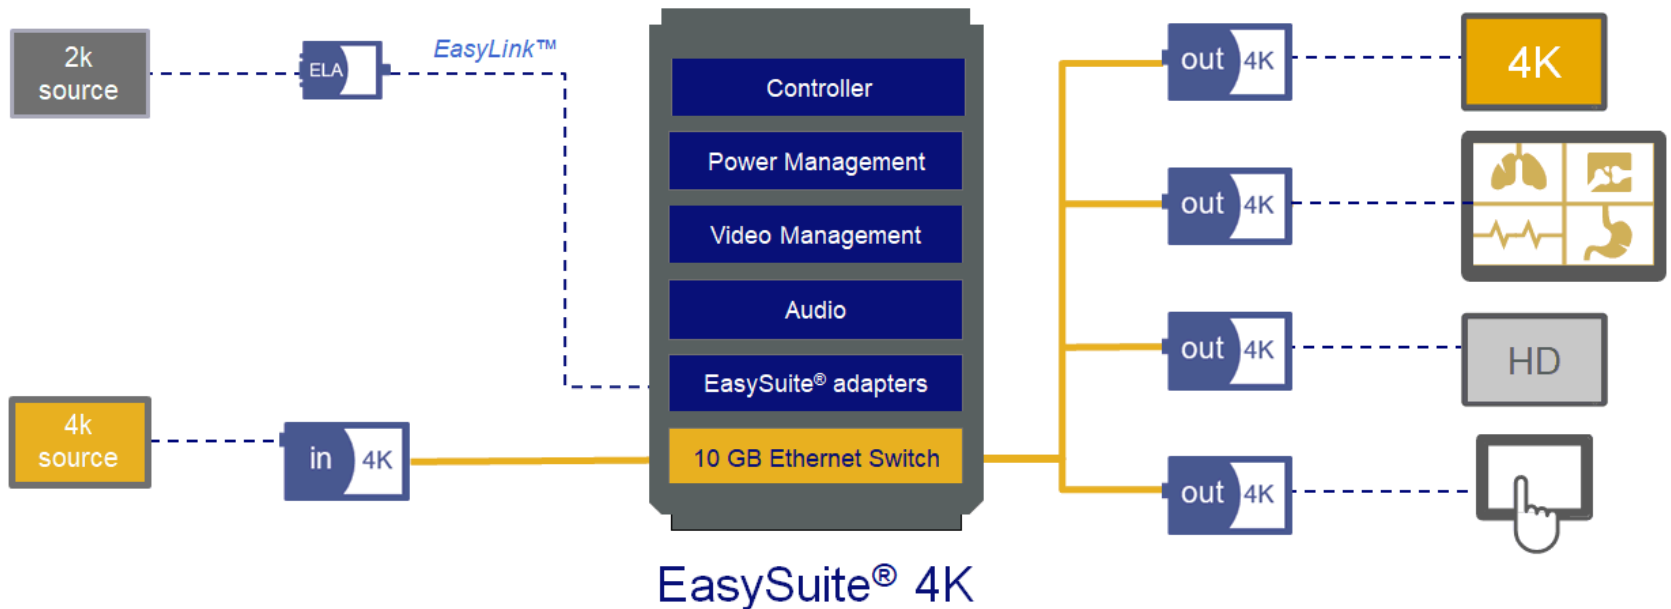 2k
source
ELA
EasyLink™
4k
source
in 4K
Controller
Power Management
Video Management
Audio
EasySuite® adapters
10 GB Ethernet Switch
out 4K
4K
out 4K
out 4K
HD
out 4K
EasySuite® 4K